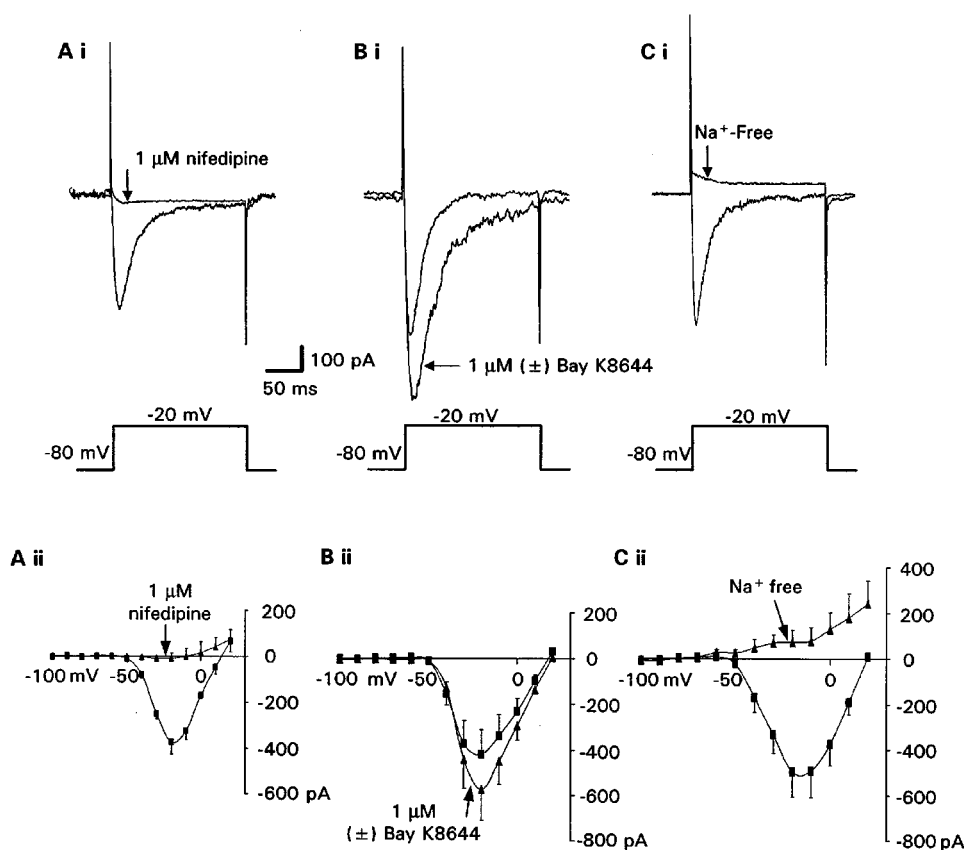 A i
B i
C i
1 μM nifedipine
Na+-Free
1 μM (±) Bay K8644
100 pA
50 ms
-20 mV
-80 mV
-20 mV
-80 mV
-20 mV
-80 mV
A ii
1 μM
nifedipine
200
0
-200
-400
-600
pA
-100 mV
-50
0
B ii
200
0
-200
-400
-600
-800 pA
-100 mV
-50
0
1 μM
(±) Bay K8644
C ii
Na+ free
400
200
0
-200
-400
-600
-800 pA
-100 mV
-50
0